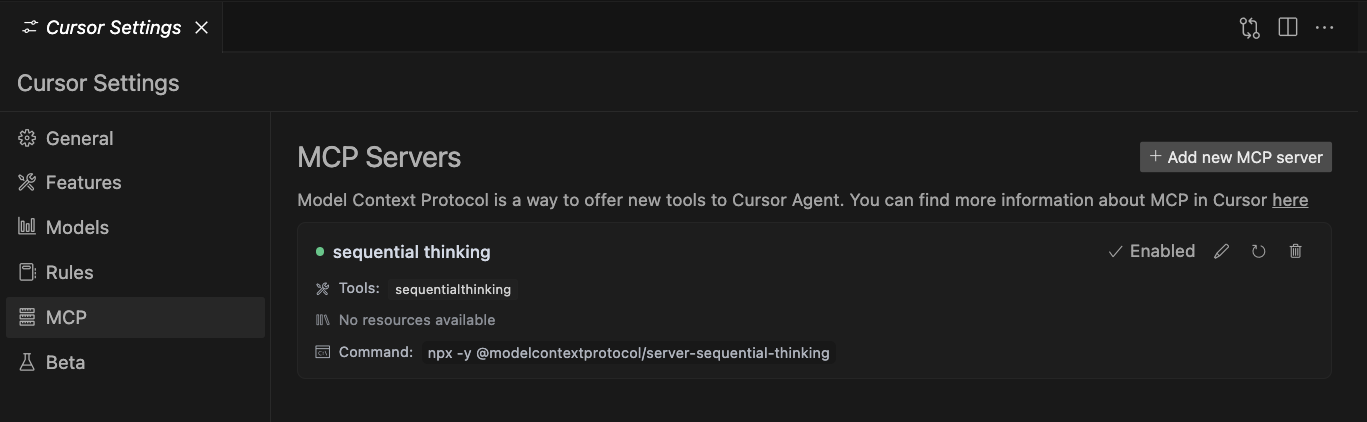 Cursor Settings
Cursor Settings
General
Features
Models
Rules
MCP
Beta
MCP Servers
+ Add new MCP server
Model Context Protocol is a way to offer new tools to Cursor Agent. You can find more information about MCP in Cursor here
sequential thinking
Enabled
Tools: sequentialthinking
No resources available
Command: npx -y @modelcontextprotocol/server-sequential-thinking